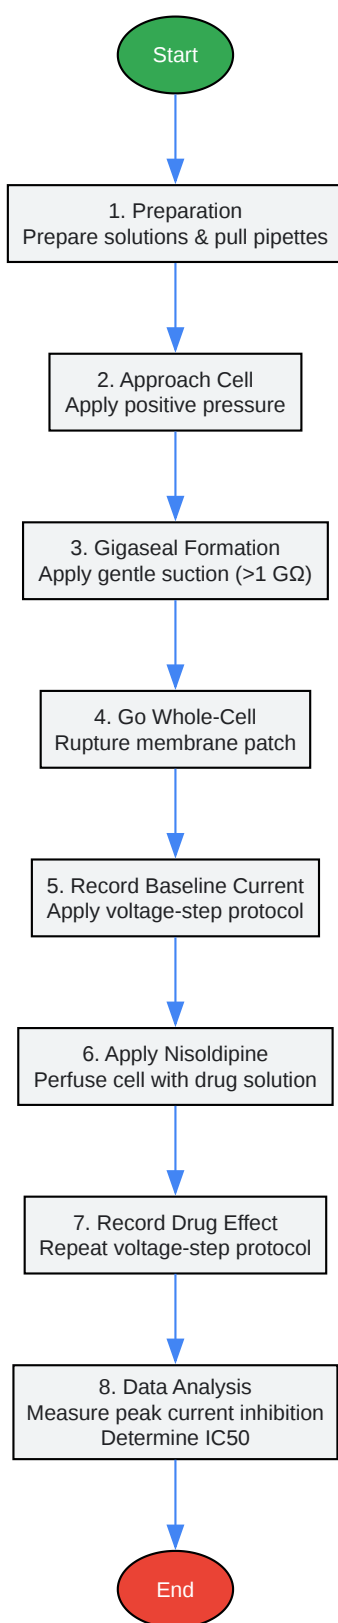 Start
1. Preparation
Prepare solutions & pull pipettes
2. Approach Cell
Apply positive pressure
3. Gigaseal Formation
Apply gentle suction (>1 GΩ)
4. Go Whole-Cell
Rupture membrane patch
5. Record Baseline Current
Apply voltage-step protocol
6. Apply Nisoldipine
Perfuse cell with drug solution
7. Record Drug Effect
Repeat voltage-step protocol
8. Data Analysis
Measure peak current inhibition
Determine IC50
End